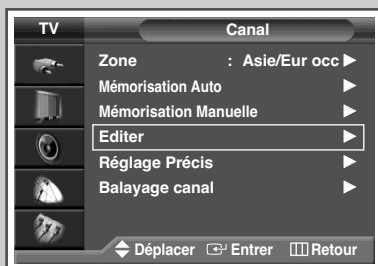 TV Canal
Zone : Asie/Eur occ
Mémorisation Auto
Mémorisation Manuelle
Editer
Réglage Précis
Balayage canal
Déplacer Entrer Retour